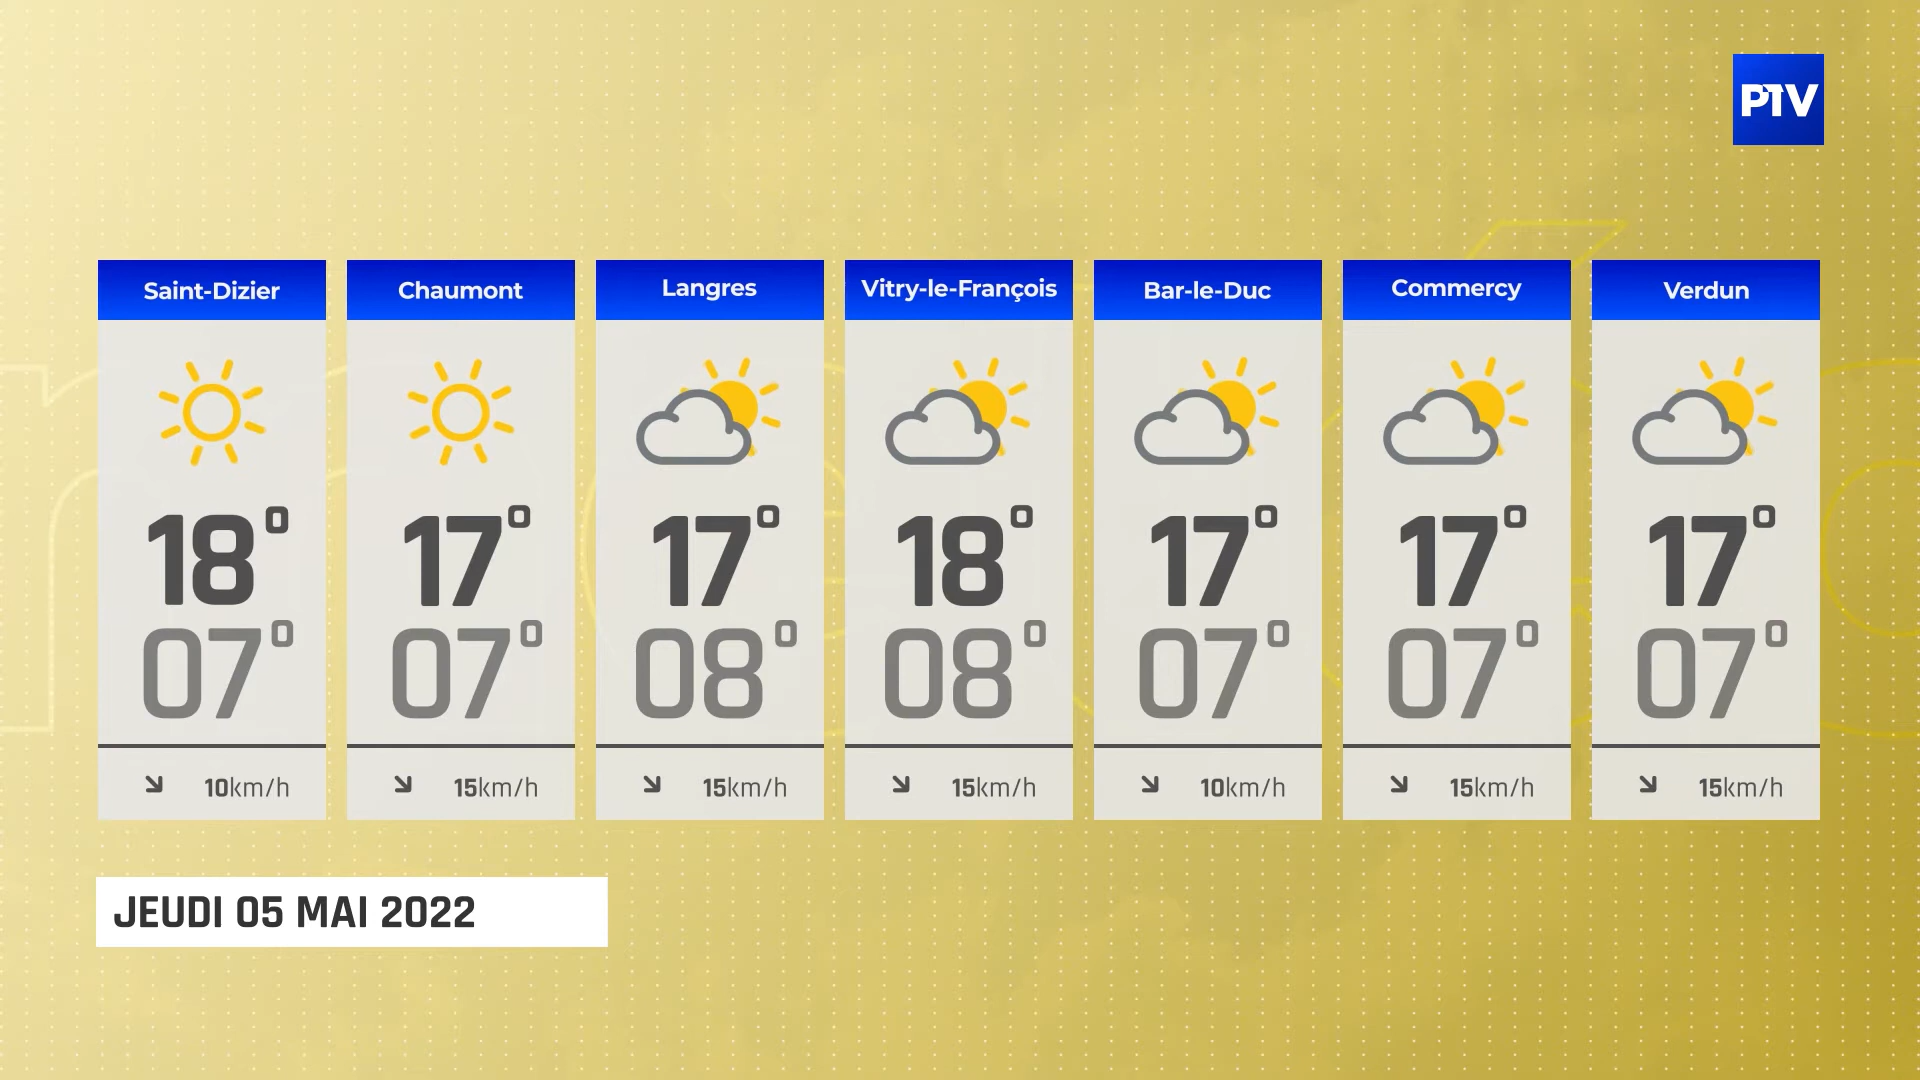 PTV
Saint-Dizier
18°
07°
10km/h
Chaumont
17°
07°
15km/h
Langres
17°
08°
15km/h
Vitry-le-François
18°
08°
15km/h
Bar-le-Duc
17°
07°
10km/h
Commercy
17°
07°
15km/h
Verdun
17°
07°
15km/h
JEUDI 05 MAI 2022